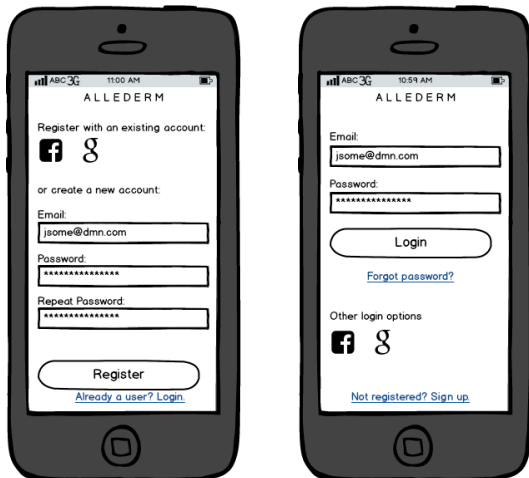 ABC 3G 11:00 AM
ALLEDERM
Register with an existing account:
g
or create a new account:
Email:
jsome@dmn.com
Password:
***************
Repeat Password:
***************
Register
Already a user? Login.
ABC 3G 10:59 AM
ALLEDERM
Email:
jsome@dmn.com
Password:
***************
Login
Forgot password?
Other login options
g
Not registered? Sign up.